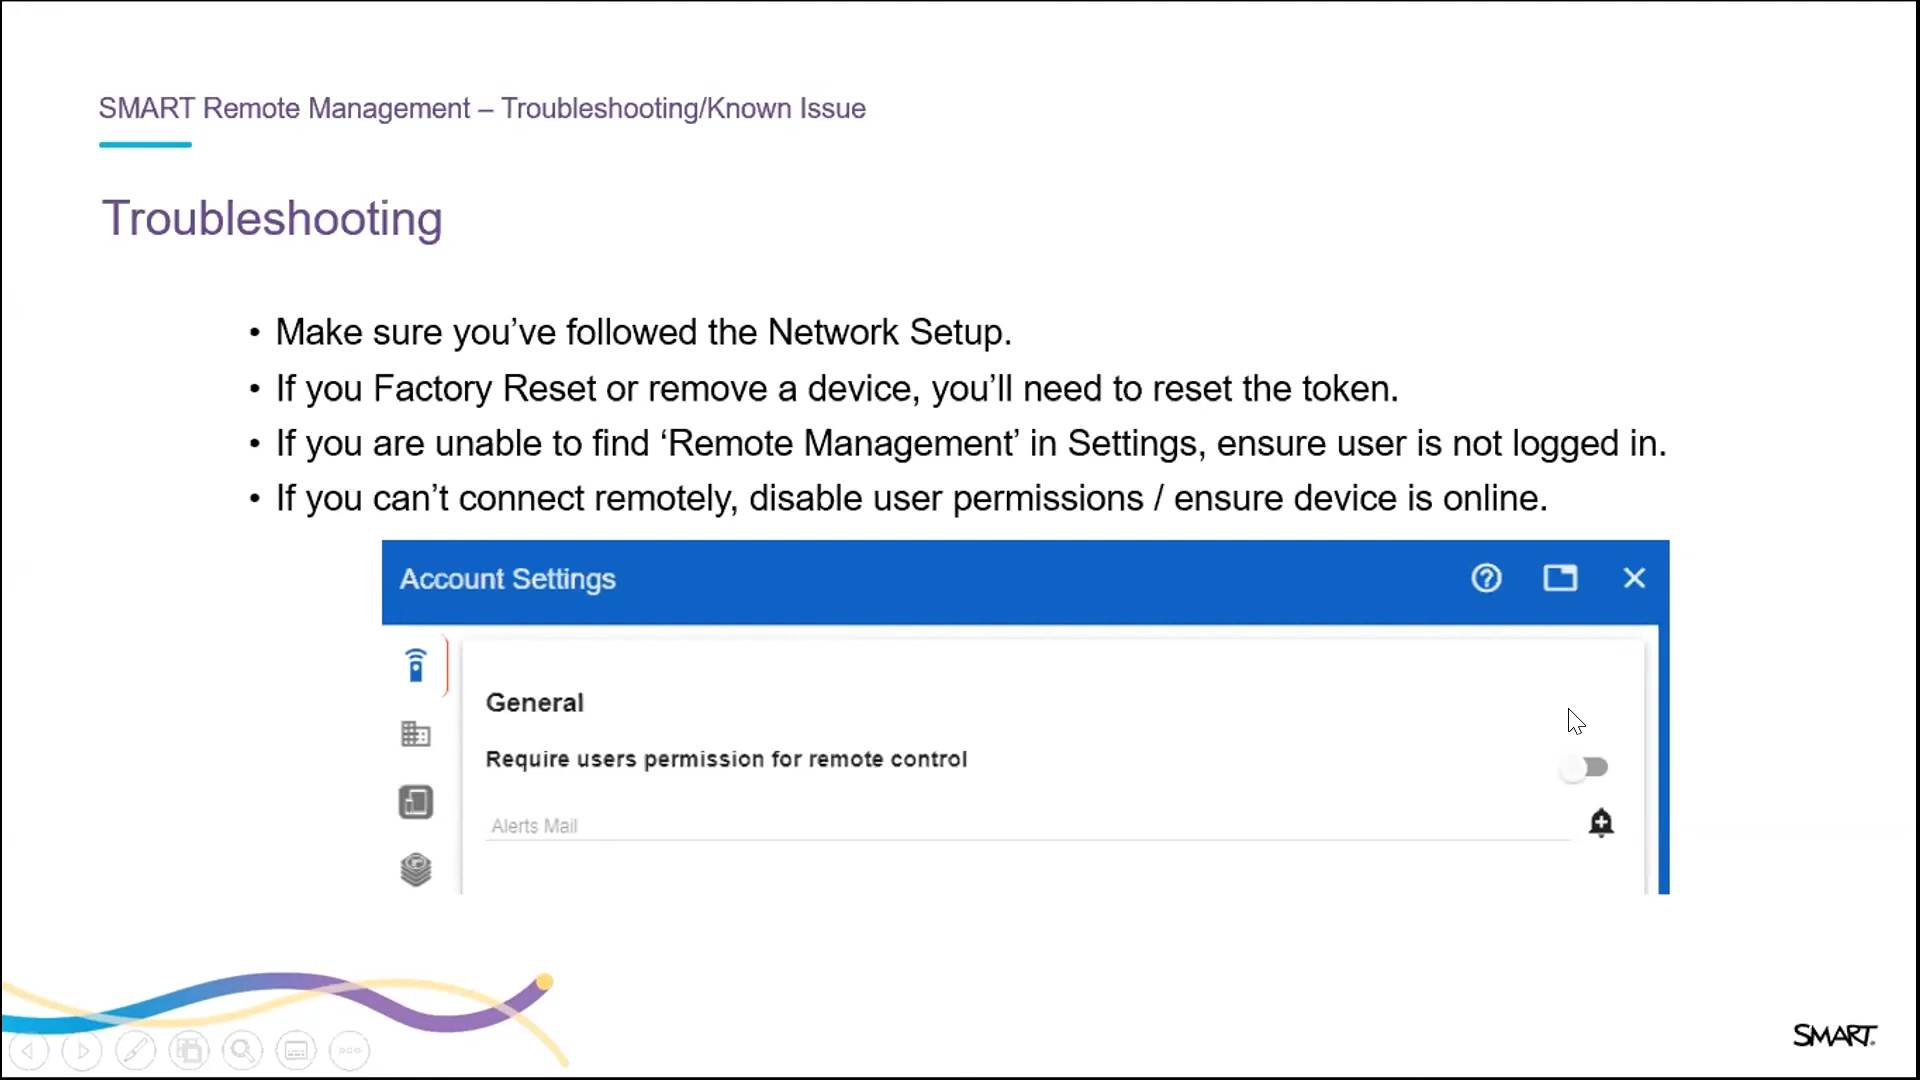 SMART Remote Management – Troubleshooting/Known Issue
Troubleshooting
• Make sure you’ve followed the Network Setup.
• If you Factory Reset or remove a device, you’ll need to reset the token.
• If you are unable to find ‘Remote Management’ in Settings, ensure user is not logged in.
• If you can’t connect remotely, disable user permissions / ensure device is online.
Account Settings
General
Require users permission for remote control
Alerts Mail
SMART